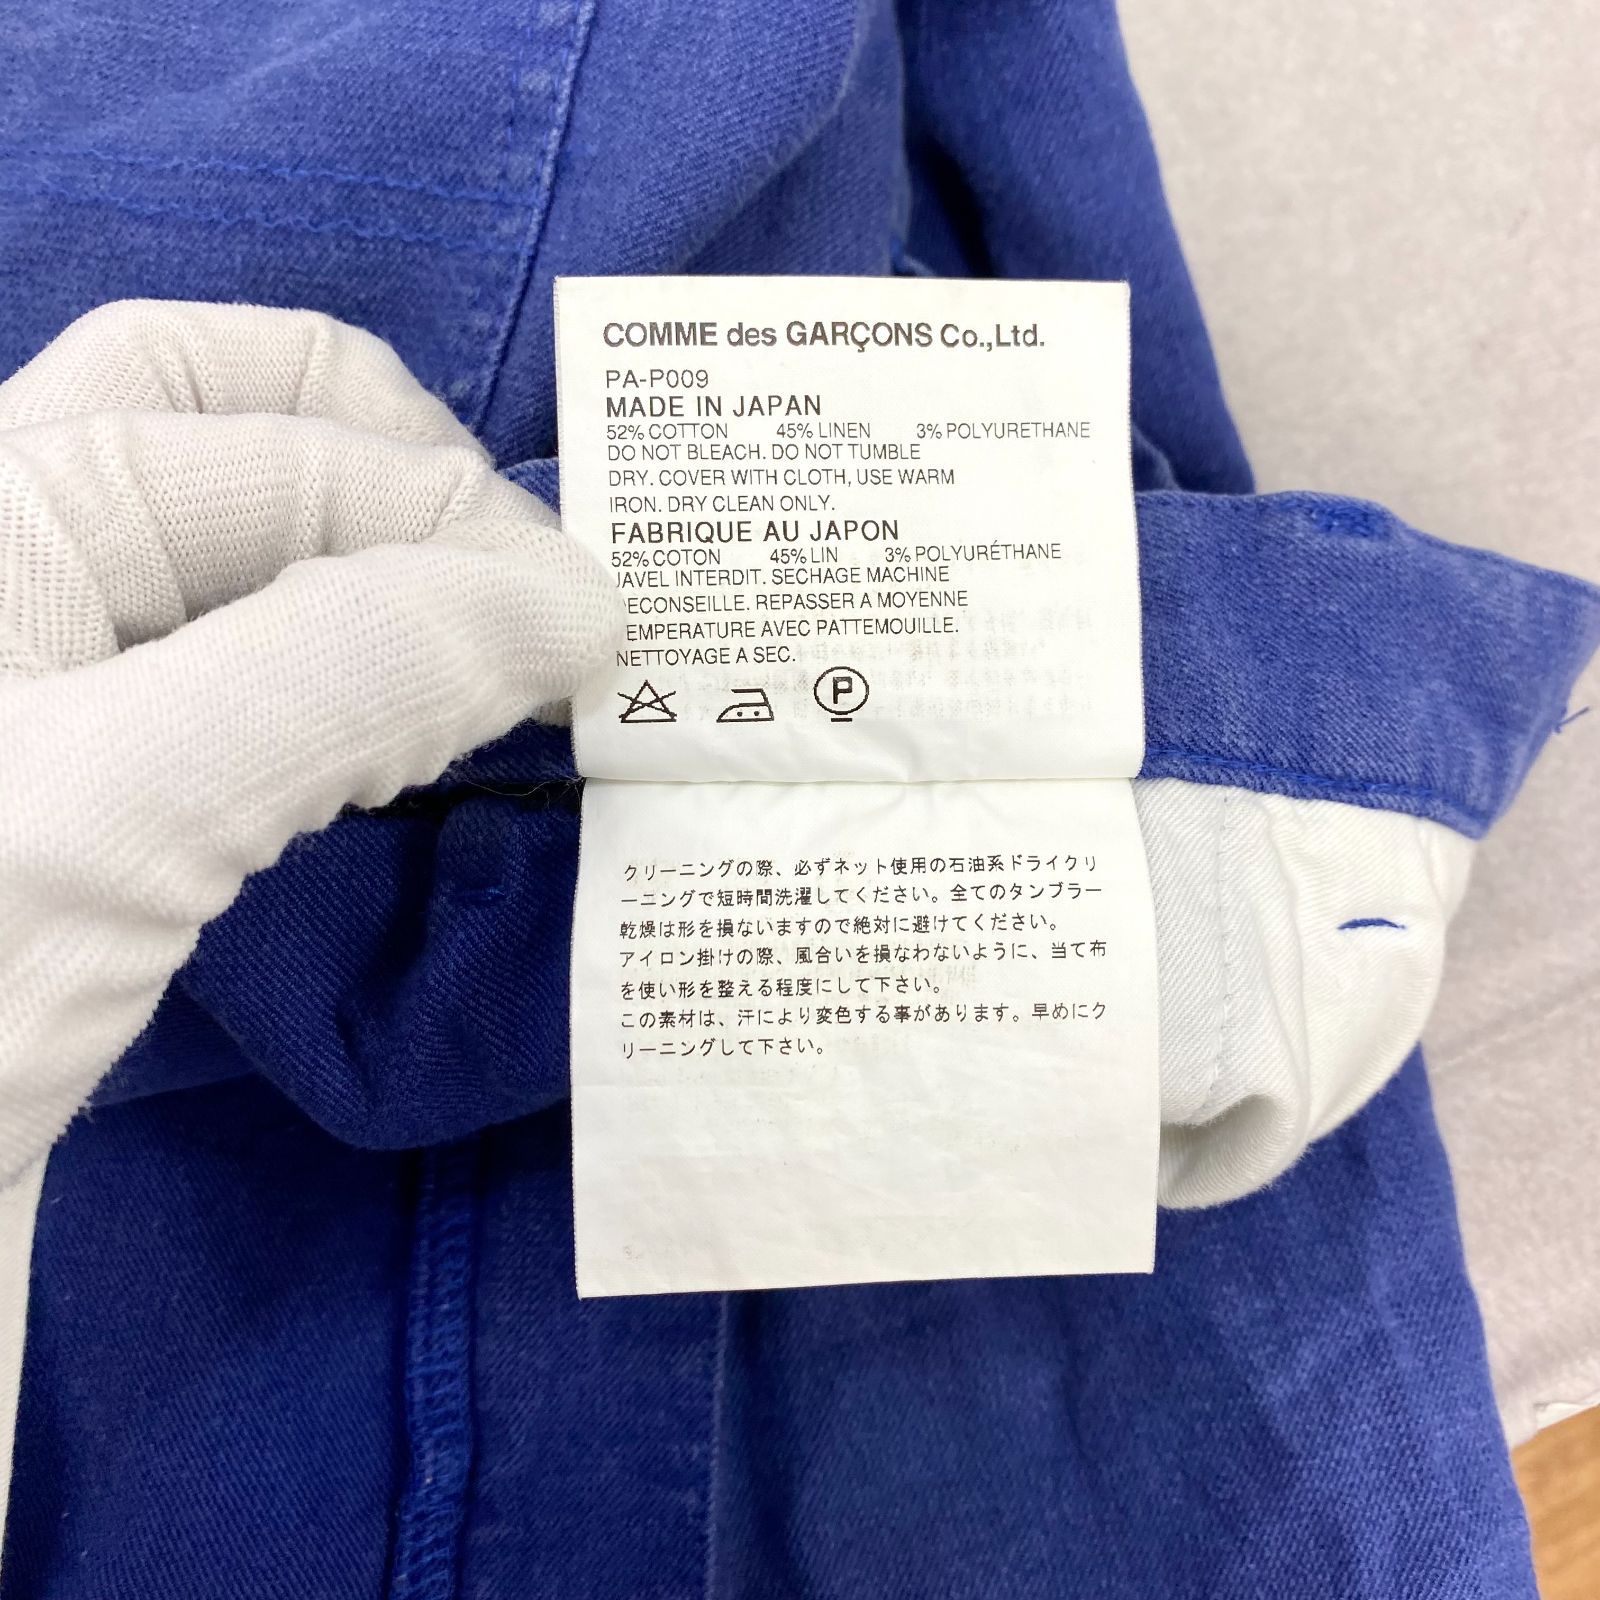 COMME des GARÇONS Co.,Ltd.
PA-P009
MADE IN JAPAN
52% COTTON 45% LINEN 3% POLYURETHANE
DO NOT BLEACH. DO NOT TUMBLE
DRY. COVER WITH CLOTH, USE WARM
IRON. DRY CLEAN ONLY.
FABRIQUE AU JAPON
52% COTON 45% LIN 3% POLYURÉTHANE
JAVEL INTERDIT. SECHAGE MACHINE
ECONSEILLE. REPASSER A MOYENNE
EMPERATURE AVEC PATTEMOUILLE.
NETTOYAGE A SEC.
P
クリーニングの際、必ずネット使用の石油系ドライクリ
ーニングで短時間洗濯してください。全てのタンブラー
乾燥は形を損ないますので絶対に避けてください。
アイロン掛けの際、風合いを損なわないように、当て布
を使い形を整える程度にして下さい。
この素材は、汗により変色する事があります。早めにク
リーニングして下さい。